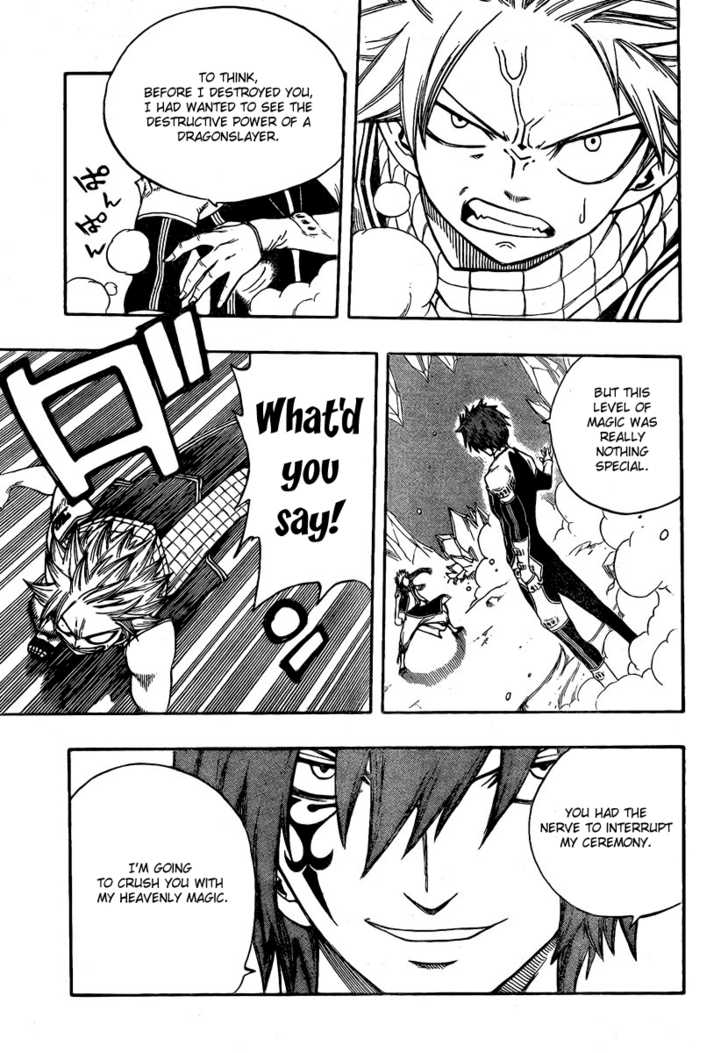 TO THINK,
BEFORE I DESTROYED YOU,
I HAD WANTED TO SEE THE
DESTRUCTIVE POWER OF A
DRAGONSLAYER.
ぱん
ぱん
BUT THIS
LEVEL OF
MAGIC WAS
REALLY
NOTHING
SPECIAL.
What'd
you
say!
YOU HAD THE
NERVE TO INTERRUPT
MY CEREMONY.
I'M GOING
TO CRUSH YOU WITH
MY HEAVENLY MAGIC.